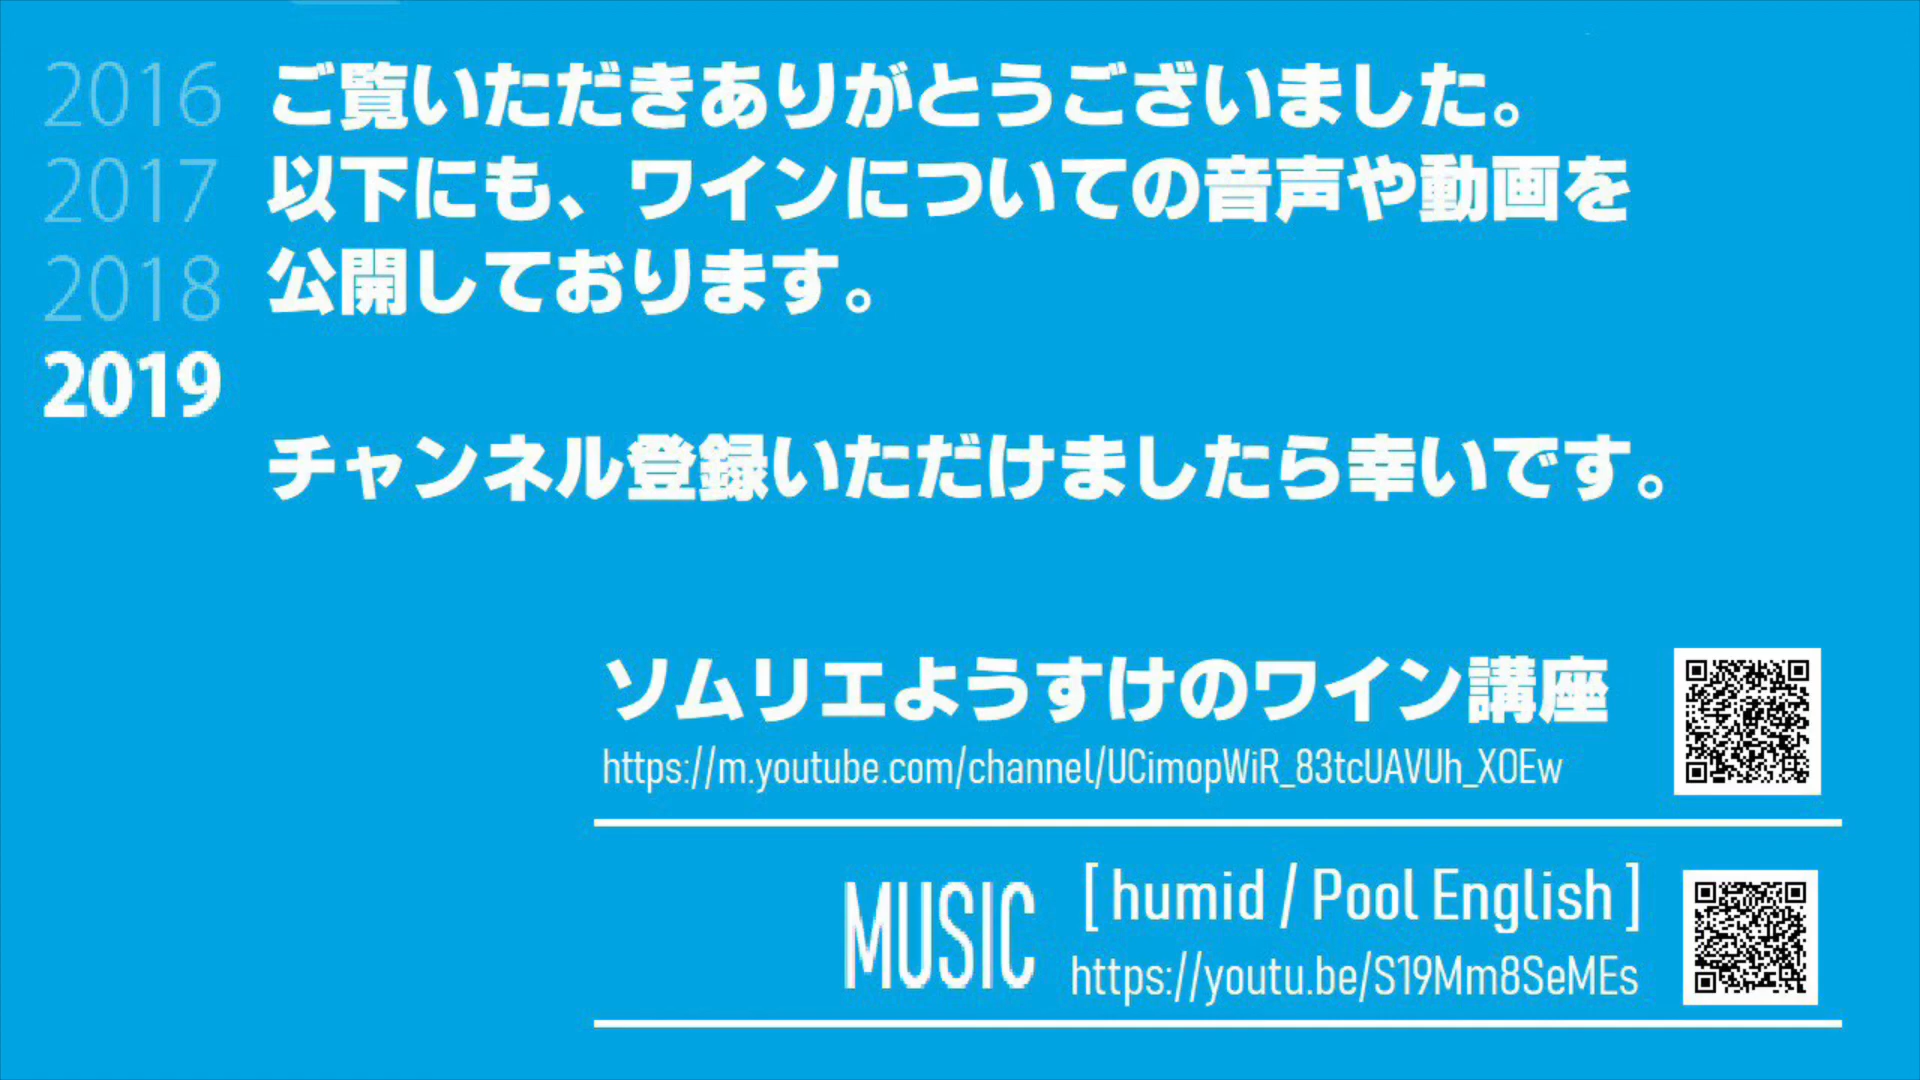 2016
2017
2018
2019
ご覧いただきありがとうございました。
以下にも、ワインについての音声や動画を
公開しております。
チャンネル登録いただけましたら幸いです。
ソムリエようすけのワイン講座
https://m.youtube.com/channel/UCimopWiR_83tcUAVUh_XOEw
MUSIC
[ humid / Pool English ]
https://youtu.be/S19Mm8SeMEs